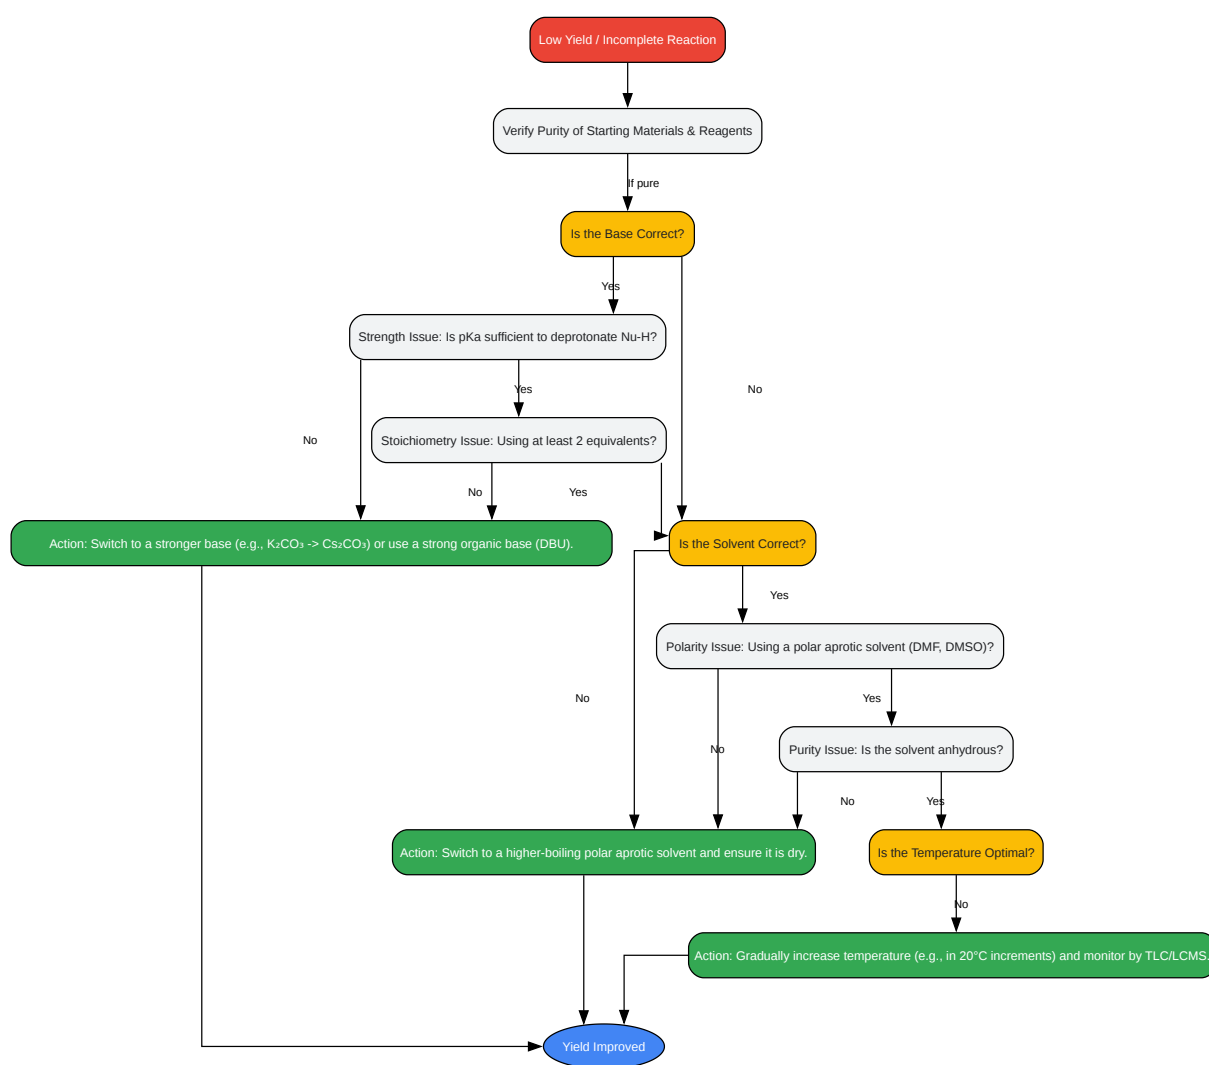 Low Yield / Incomplete Reaction
Verify Purity of Starting Materials & Reagents
If pure
Is the Base Correct?
Yes
Strength Issue: Is pKa sufficient to deprotonate Nu-H?
Yes
No
No
Stoichiometry Issue: Using at least 2 equivalents?
No
Yes
Action: Switch to a stronger base (e.g., K₂CO₃ -> Cs₂CO₃) or use a strong organic base (DBU).
Is the Solvent Correct?
Yes
Polarity Issue: Using a polar aprotic solvent (DMF, DMSO)?
No
Yes
No
Purity Issue: Is the solvent anhydrous?
No
Yes
Action: Switch to a higher-boiling polar aprotic solvent and ensure it is dry.
Is the Temperature Optimal?
No
Action: Gradually increase temperature (e.g., in 20°C increments) and monitor by TLC/LCMS.
Yield Improved